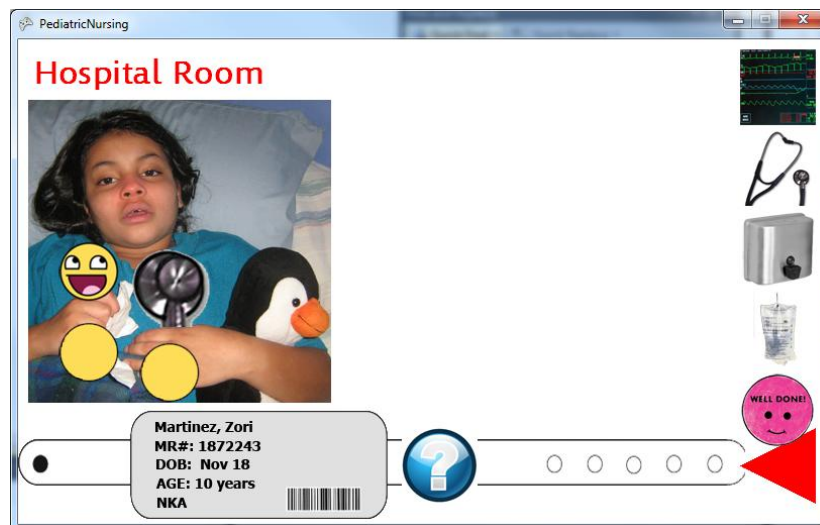 PediatricNursing
Hospital Room
WELL DONE!
Martinez, Zori
MR#: 1872243
DOB: Nov 18
AGE: 10 years
NKA
?